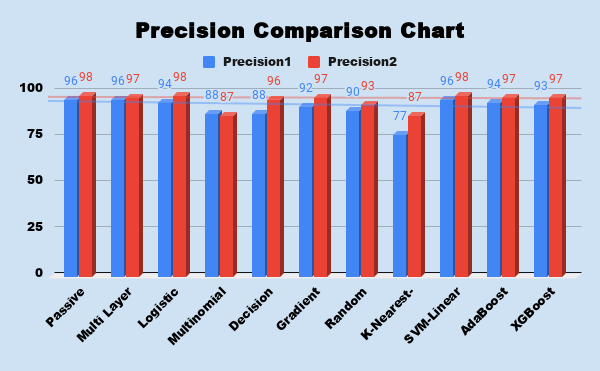 Precision Comparison Chart
Precision1 Precision2
96 98 96 97 94 98 88 87 88 96 92 97 90 93 77 87 96 98 94 97 93 97
100
75
50
25
0
Passive Multi Layer Logistic Multinomial Decision Gradient Random K-Nearest- SVM-Linear AdaBoost XGBoost